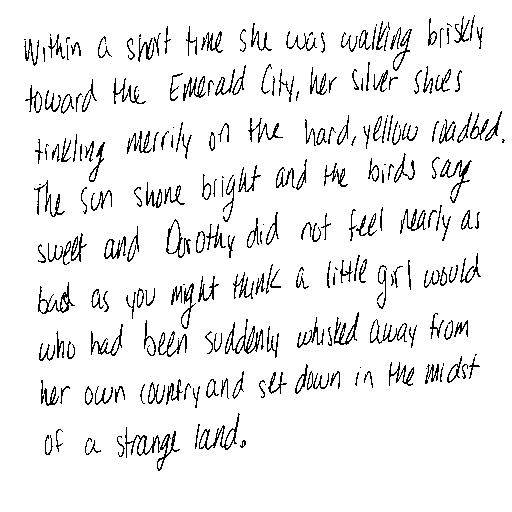 Within a short time she was walking briskly
toward the Emerald City, her silver shoes
tinkling merrily on the hard, yellow roadbed.
The sun shone bright and the birds sang
sweet and Dorothy did not feel nearly as
bad as you might think a little girl would
who had been suddenly whisked away from
her own country and set down in the midst
of a strange land.